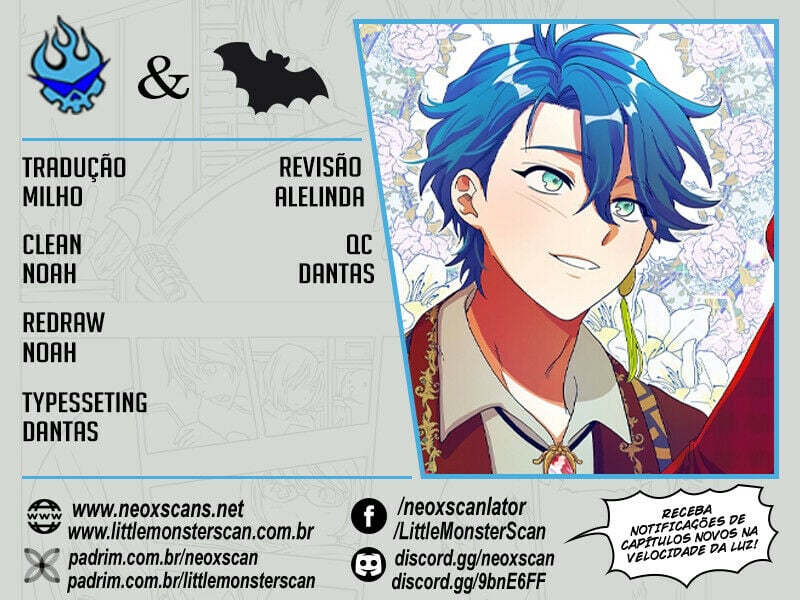 &
TRADUÇÃO
MILHO
REVISÃO
ALELINDA
CLEAN
NOAH
QC
DANTAS
REDRAW
NOAH
TYPESSETING
DANTAS
www.neoxscans.net
www.littlemonsterscan.com.br
padrim.com.br/neoxscan
padrim.com.br/littlemonsterscan
/neoxscanlator
/LittleMonsterScan
discord.gg/neoxscan
discord.gg/9bnE6FF
RECEBA
NOTIFICAÇÕES DE
CAPÍTULOS NOVOS NA
VELOCIDADE DA LUZ!